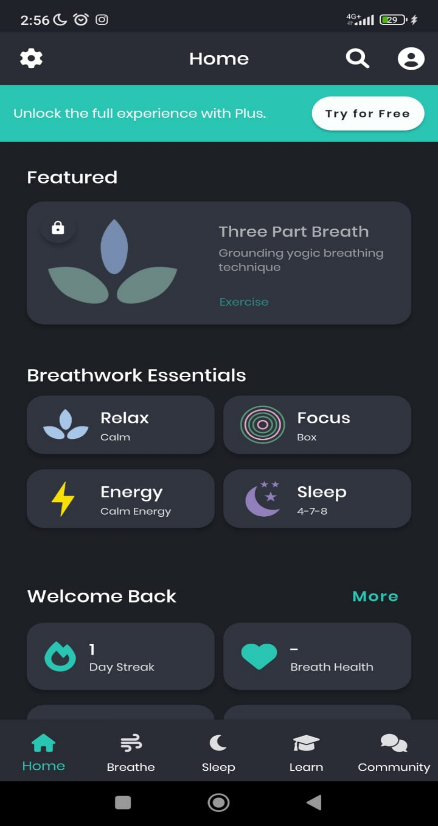 2:56
4G+
29
Home
Unlock the full experience with Plus.
Try for Free
Featured
Three Part Breath
Grounding yogic breathing
technique
Exercise
Breathwork Essentials
Relax
Calm
Focus
Box
Energy
Calm Energy
Sleep
4-7-8
Welcome Back
More
1
Day Streak
-
Breath Health
Home
Breathe
Sleep
Learn
Community